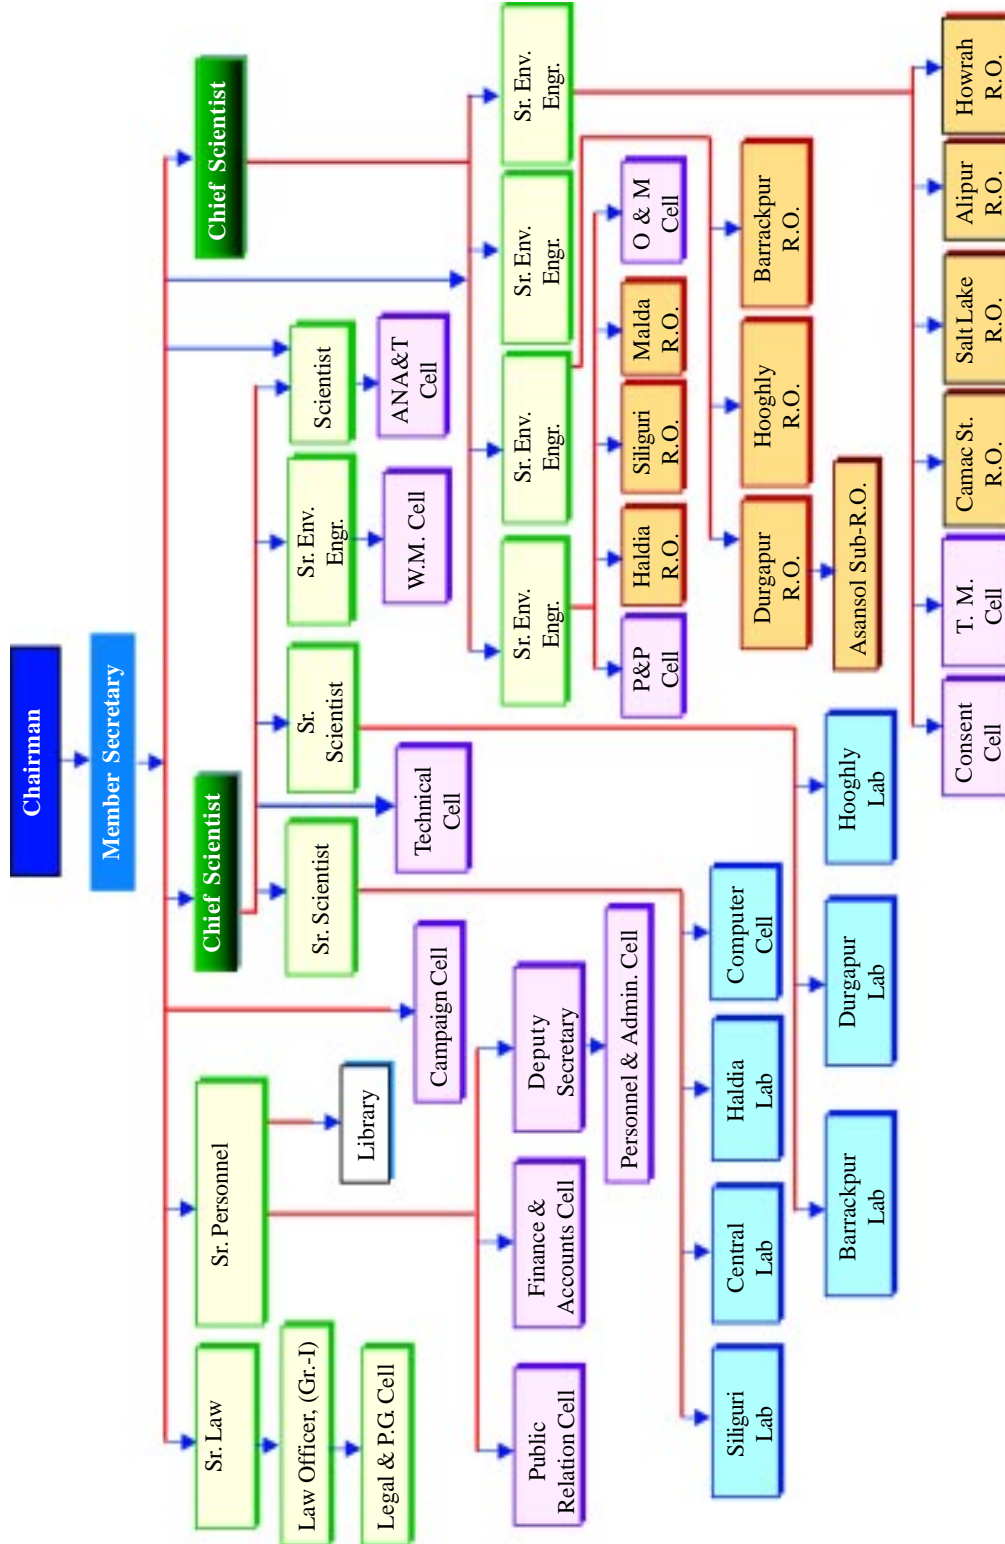 Chairman
Member Secretary
Sr. Law
Sr. Personnel
Chief Scientist
Chief Scientist
Law Officer, (Gr.-I)
Sr. Scientist
Sr.
Scientist
Sr. Env.
Engr.
Scientist
Legal & P.G. Cell
Library
Campaign Cell
Technical
Cell
W.M. Cell
ANA&T
Cell
Public
Relation Cell
Finance &
Accounts Cell
Deputy
Secretary
Sr. Env.
Engr.
Sr. Env.
Engr.
Sr. Env.
Engr.
Sr. Env.
Engr.
Personnel & Admin. Cell
P&P
Cell
Haldia
R.O.
Siliguri
R.O.
Malda
R.O.
O & M
Cell
Siliguri
Lab
Central
Lab
Haldia
Lab
Computer
Cell
Durgapur
R.O.
Hooghly
R.O.
Barrackpur
R.O.
Barrackpur
Lab
Durgapur
Lab
Hooghly
Lab
Asansol Sub-R.O.
Consent
Cell
T. M.
Cell
Camac St.
R.O.
Salt Lake
R.O.
Alipur
R.O.
Howrah
R.O.